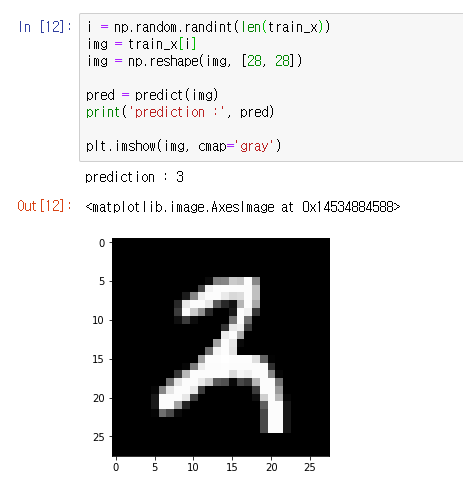 In [12]:
i = np.random.randint(len(train_x))
img = train_x[i]
img = np.reshape(img, [28, 28])
pred = predict(img)
print('prediction :', pred)
plt.imshow(img, cmap='gray')
prediction : 3
Out[12]: <matplotlib.image.AxesImage at 0x14534884588>
0
5
10
15
20
25
0 5 10 15 20 25